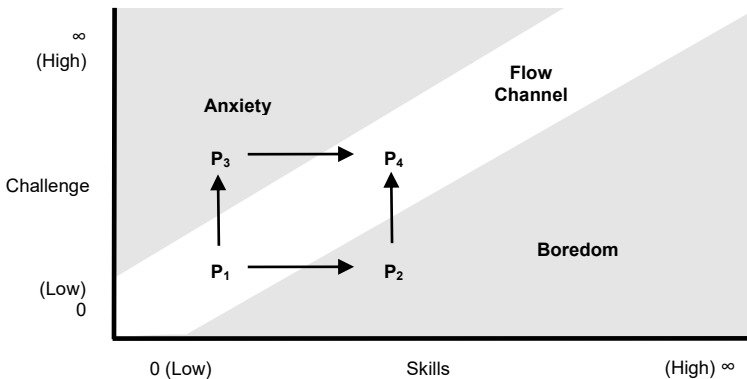 ∞
(High)
Flow
Channel
Anxiety
P₃
P₄
Challenge
Boredom
P₁
P₂
(Low)
0
0 (Low)
Skills
(High) ∞